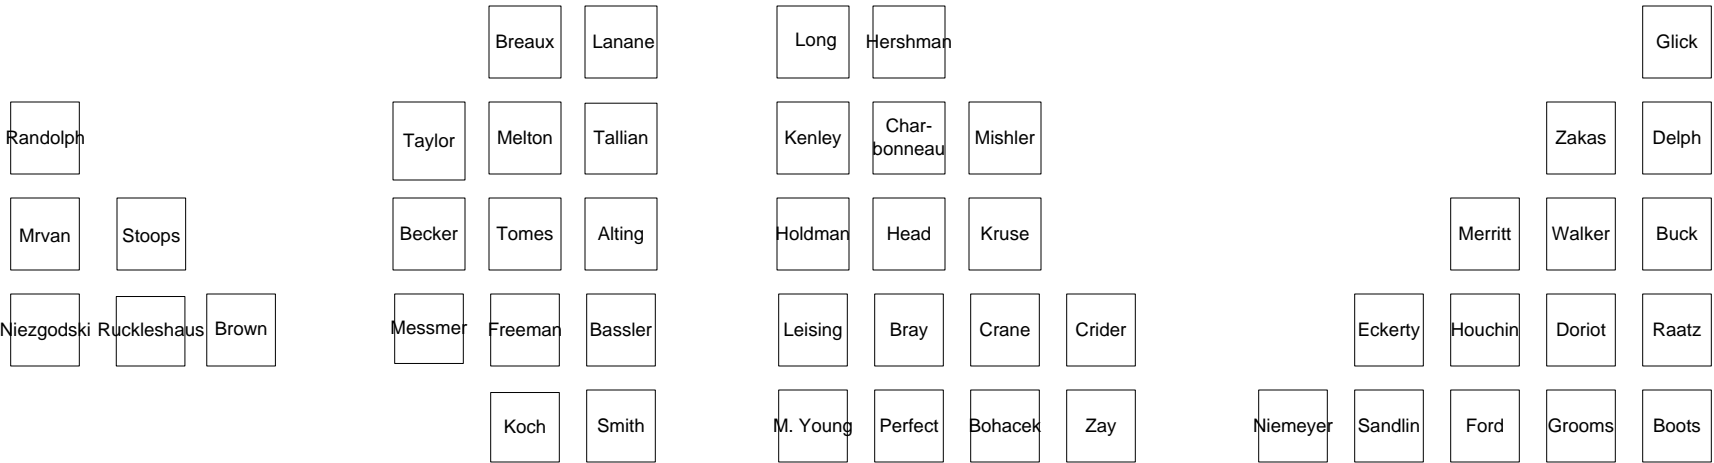 Breaux Lanane Long Hershman Glick
Randolph Taylor Melton Tallian Kenley Char-
bonneau Mishler Zakas Delph
Mrvan Stoops Becker Tomes Alting Holdman Head Kruse Merritt Walker Buck
Niezgodski Ruckleshaus Brown Messmer Freeman Bassler Leising Bray Crane Crider Eckerty Houchin Doriot Raatz
Koch Smith M. Young Perfect Bohacek Zay Niemeyer Sandlin Ford Grooms Boots